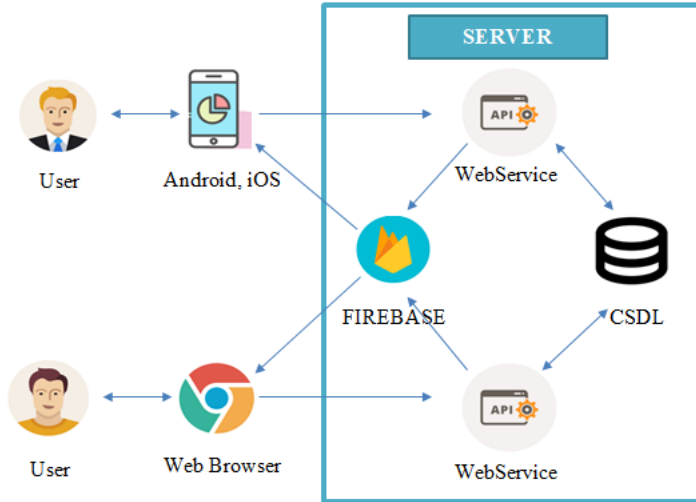 SERVER
API
User
Android, iOS
WebService
FIREBASE
CSDL
API
User
Web Browser
WebService